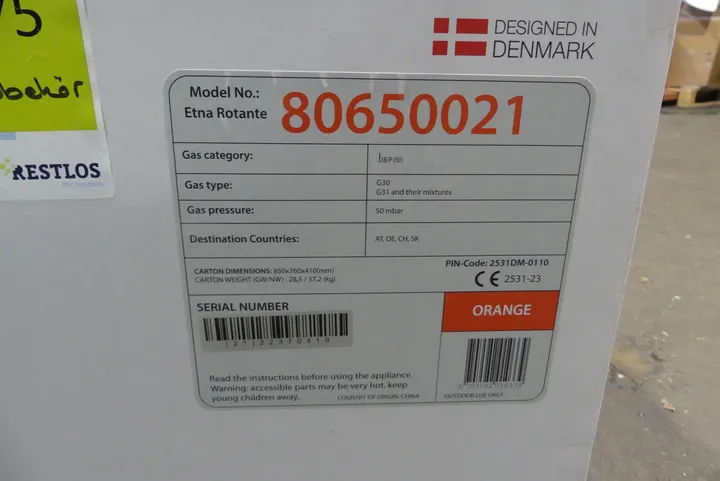 75
DESIGNED IN
DENMARK
RESTLOS
Model No.:
Etna Rotante
80650021
Gas category:
I3B/P(50)
Gas type:
G30
G31 and their mixtures
Gas pressure:
50 mbar
Destination Countries:
AT, DE, CH, SK
CARTON DIMENSIONS: 850x760x410(mm)
CARTON WEIGHT (GW/NW) : 28,5 / 37.2 (kg)
PIN-Code: 2531DM-0110
CE 2531-23
SERIAL NUMBER
(21)22370419
ORANGE
Read the instructions before using the appliance.
Warning: accessible parts may be very hot. keep
young children away.
COUNTRY OF ORIGIN: CHINA
OUTDOOR USE ONLY